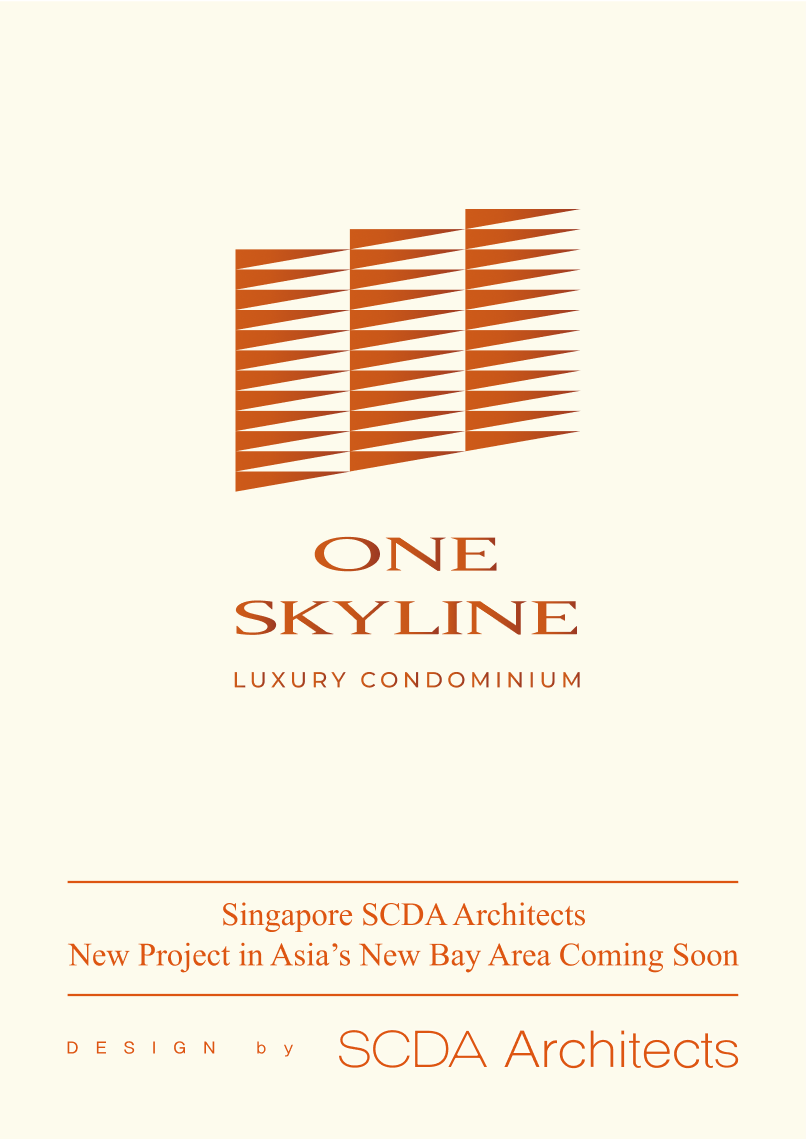 ONE
SKYLINE
LUXURY CONDOMINIUM
Singapore SCDA Architects
New Project in Asia’s New Bay Area Coming Soon
DESIGN by SCDA Architects